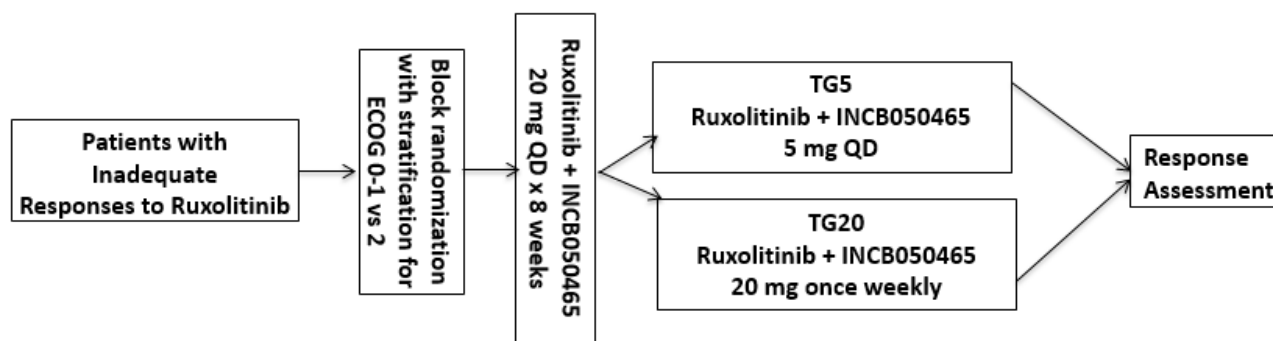 Patients with
Inadequate
Responses to Ruxolitinib
Block randomization
with stratification for
ECOG 0-1 vs 2
Ruxolitinib + INCB050465
20 mg QD x 8 weeks
TG5
Ruxolitinib + INCB050465
5 mg QD
TG20
Ruxolitinib + INCB050465
20 mg once weekly
Response
Assessment